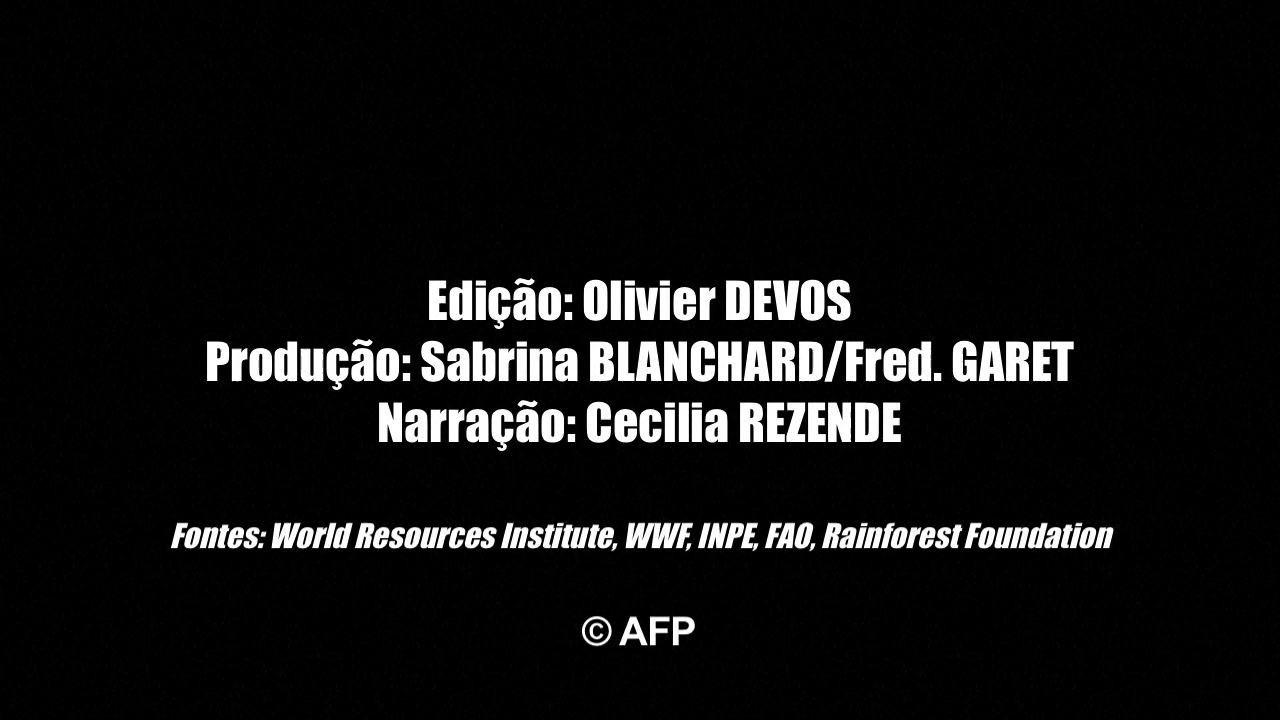 Edição: Olivier DEVOS
Produção: Sabrina BLANCHARD/Fred. GARET
Narração: Cecilia REZENDE
Fontes: World Resources Institute, WWF, INPE, FAO, Rainforest Foundation
© AFP